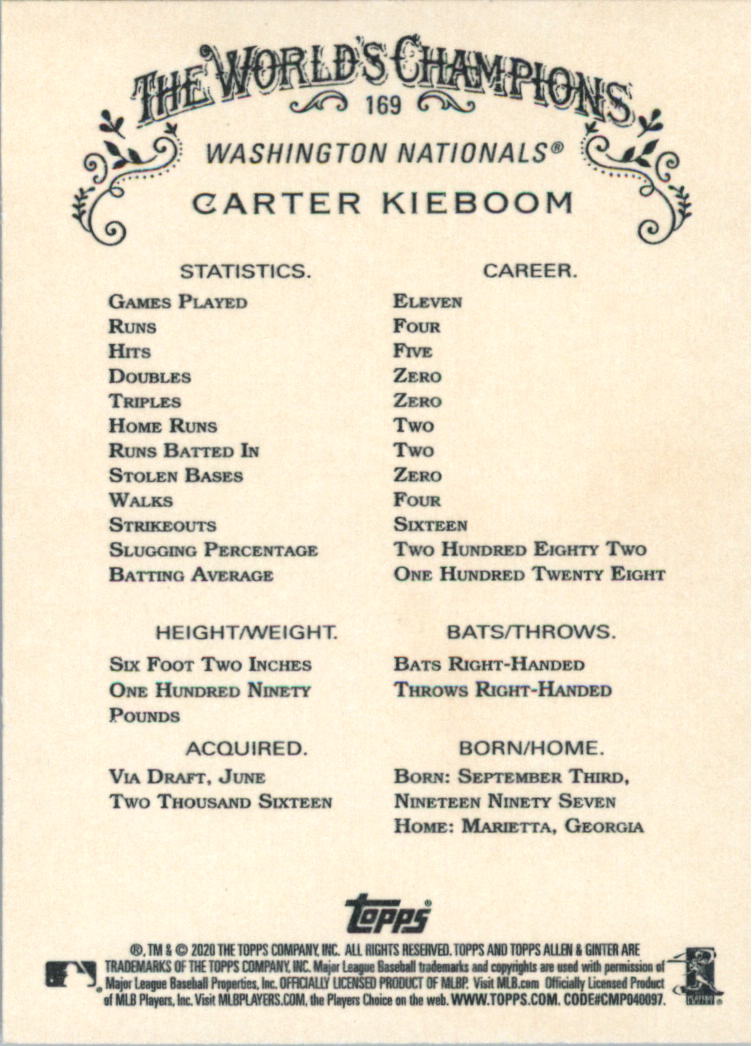 THE WORLD'S CHAMPIONS
169
WASHINGTON NATIONALS®
CARTER KIEBOOM
STATISTICS. CAREER.
GAMES PLAYED ELEVEN
RUNS FOUR
HITS FIVE
DOUBLES ZERO
TRIPLES ZERO
HOME RUNS TWO
RUNS BATTED IN TWO
STOLEN BASES ZERO
WALKS FOUR
STRIKEOUTS SIXTEEN
SLUGGING PERCENTAGE TWO HUNDRED EIGHTY TWO
BATTING AVERAGE ONE HUNDRED TWENTY EIGHT
HEIGHT/WEIGHT.
SIX FOOT TWO INCHES
ONE HUNDRED NINETY
POUNDS
BATS/THROWS.
BATS RIGHT-HANDED
THROWS RIGHT-HANDED
ACQUIRED.
VIA DRAFT, JUNE
TWO THOUSAND SIXTEEN
BORN/HOME.
BORN: SEPTEMBER THIRD,
NINETEEN NINETY SEVEN
HOME: MARIETTA, GEORGIA
topps®
®, TM & © 2020 THE TOPPS COMPANY, INC. ALL RIGHTS RESERVED. TOPPS AND TOPPS ALLEN & GINTER ARE
TRADEMARKS OF THE TOPPS COMPANY, INC. Major League Baseball trademarks and copyrights are used with permission of
Major League Baseball Properties, Inc. OFFICIALLY LICENSED PRODUCT OF MLBP. Visit MLB.com Officially Licensed Product
of MLB Players, Inc. Visit MLBPLAYERS.COM, the Players Choice on the web. WWW.TOPPS.COM. CODE#CMP040097.